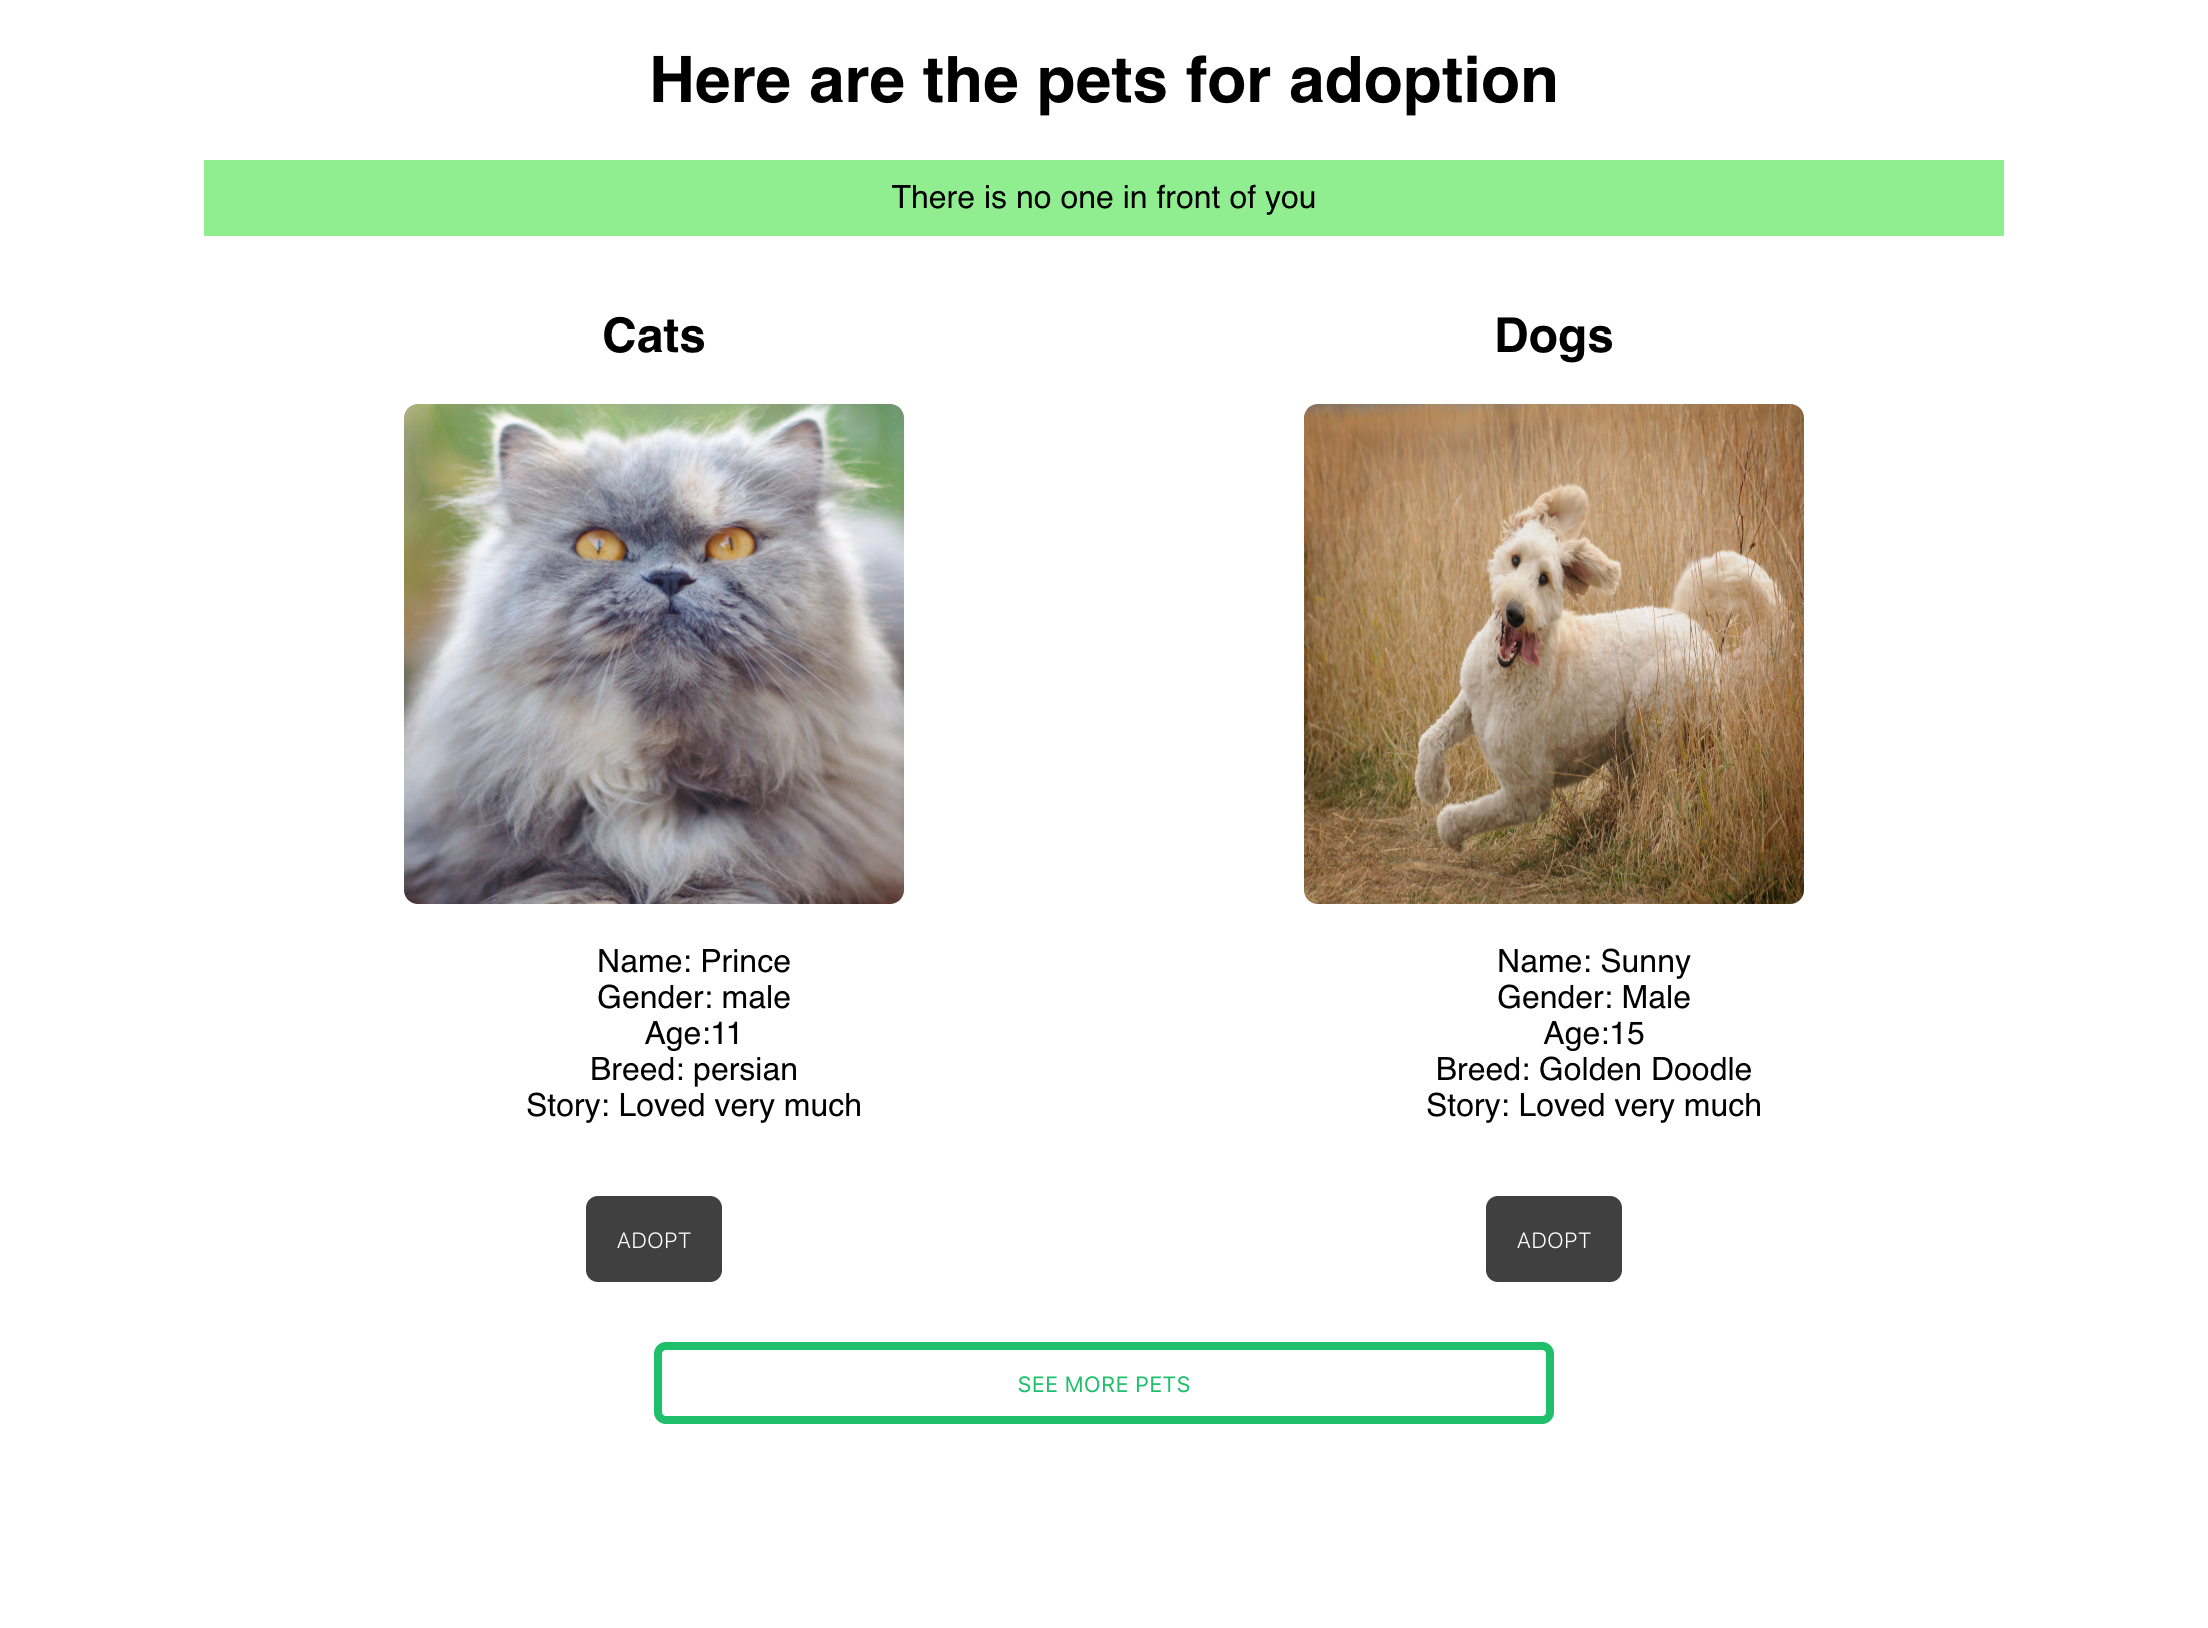 Here are the pets for adoption
There is no one in front of you
Cats
Name: Prince
Gender: male
Age:11
Breed: persian
Story: Loved very much
ADOPT
Dogs
Name: Sunny
Gender: Male
Age:15
Breed: Golden Doodle
Story: Loved very much
ADOPT
SEE MORE PETS